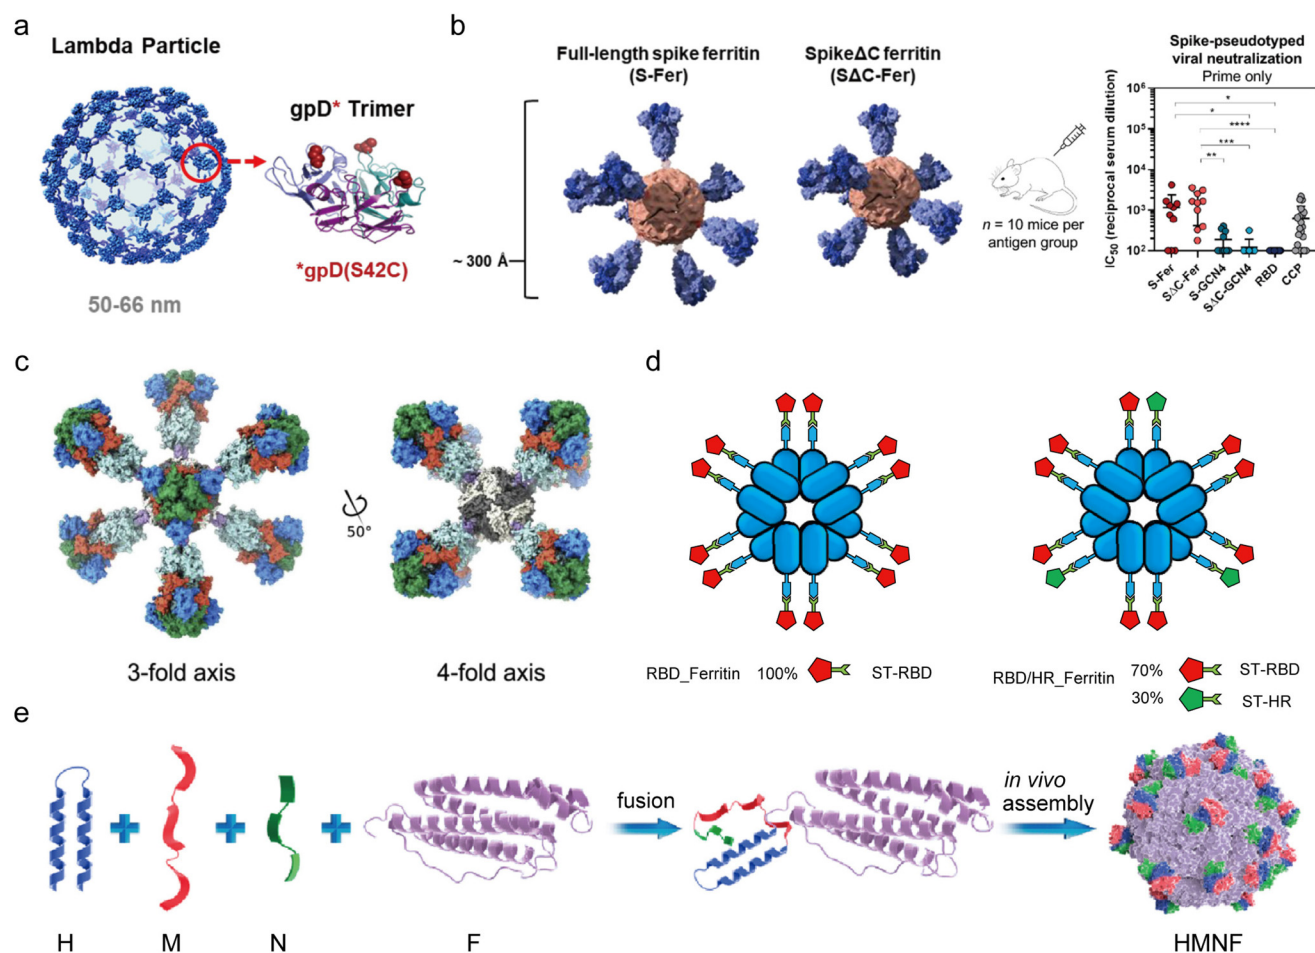 a
Lambda Particle
gpD* Trimer
*gpD(S42C)
50-66 nm
b
Full-length spike ferritin
(S-Fer)
SpikeΔC ferritin
(SΔC-Fer)
~ 300 Å
n = 10 mice per
antigen group
Spike-pseudotyped
viral neutralization
Prime only
IC50 (reciprocal serum dilution)
10⁶
10⁵
10⁴
10³
10²
*
*
****
***
**
S-Fer
SΔC-Fer
S-GCN4
SΔC-GCN4
RBD
CCP
c
50°
3-fold axis
4-fold axis
d
RBD_Ferritin 100% ST-RBD
RBD/HR_Ferritin 70% ST-RBD
30% ST-HR
e
fusion
in vivo
assembly
H
M
N
F
HMNF